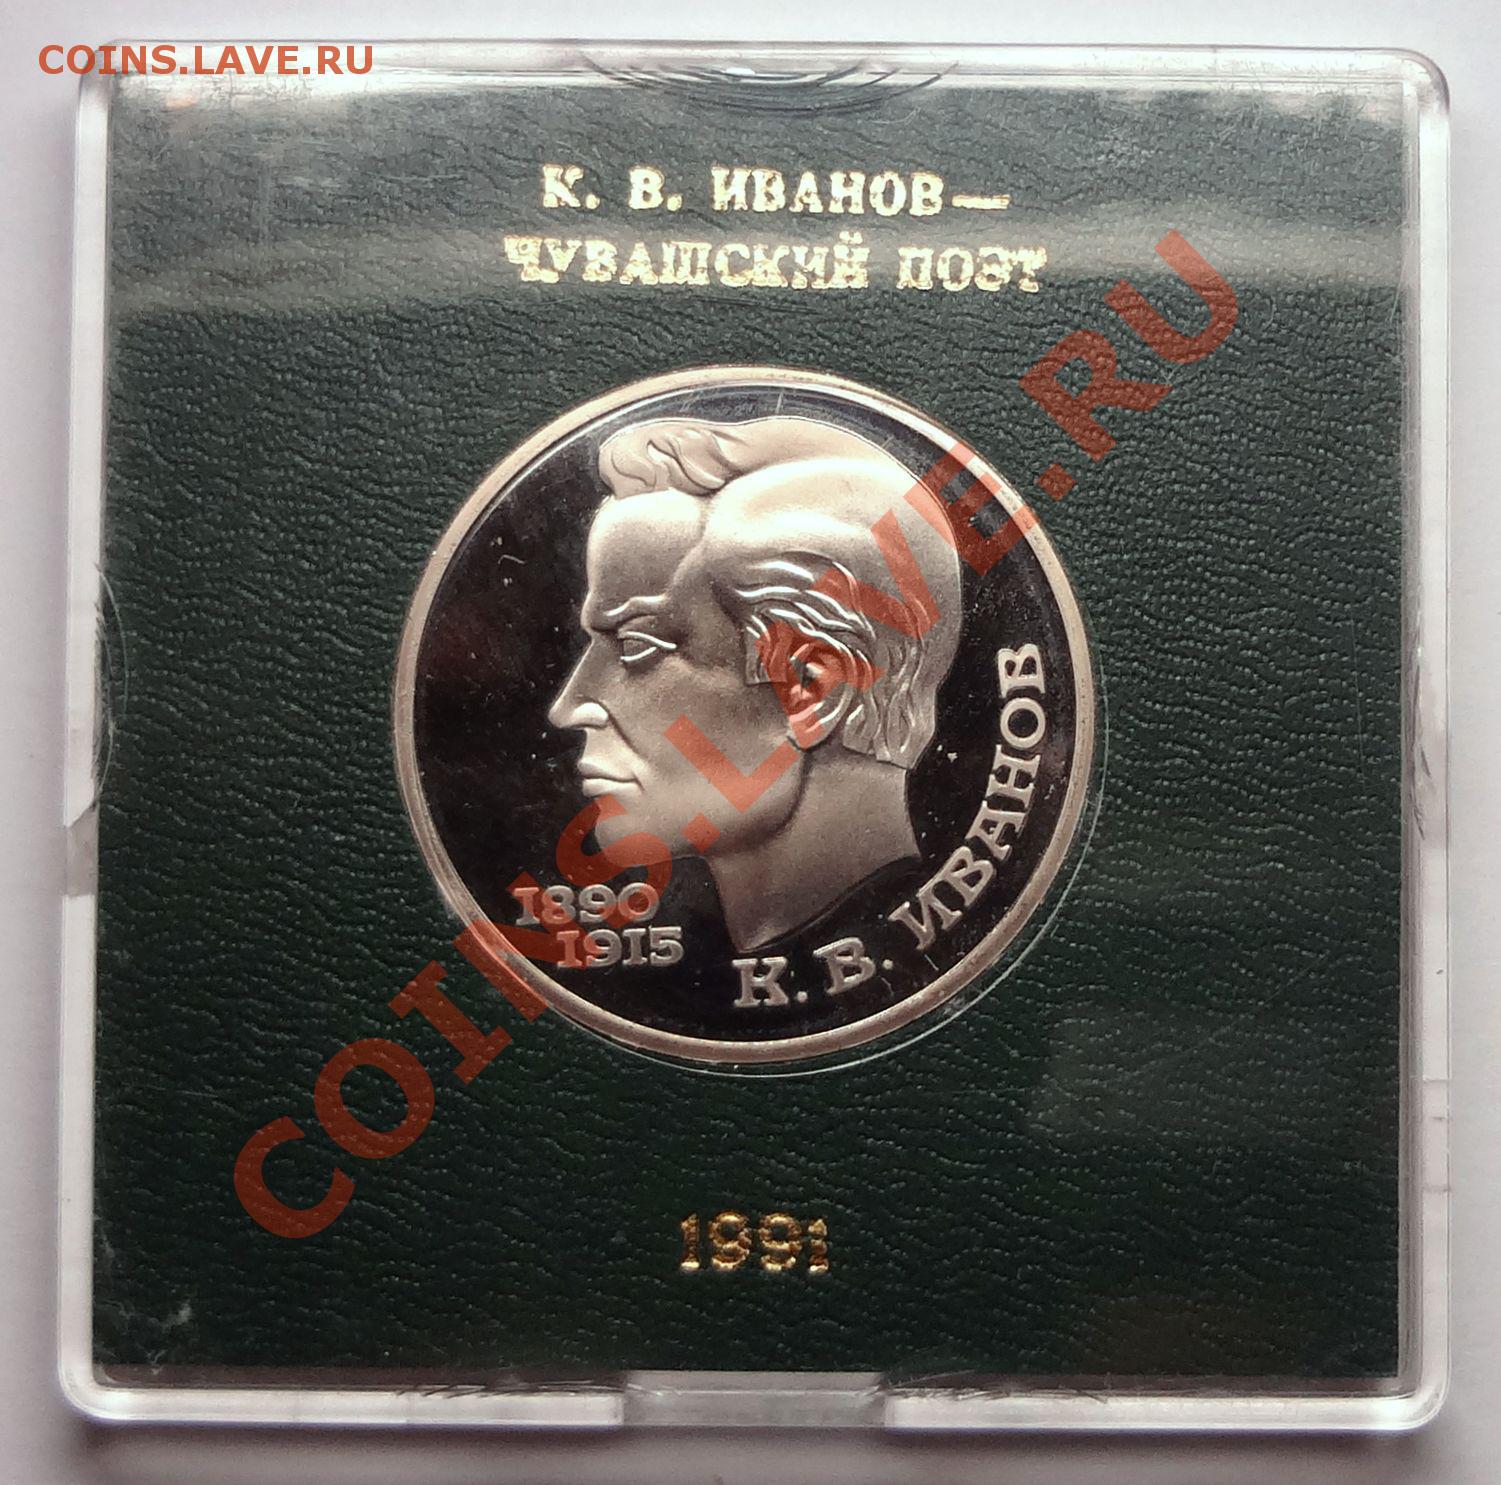 COINS.LAVE.RU
К. В. ИВАНОВ—
ЧУВАШСКИЙ ПОЭТ
1890
1915
К. В. ИВАНОВ
1991
COINS.LAVE.RU